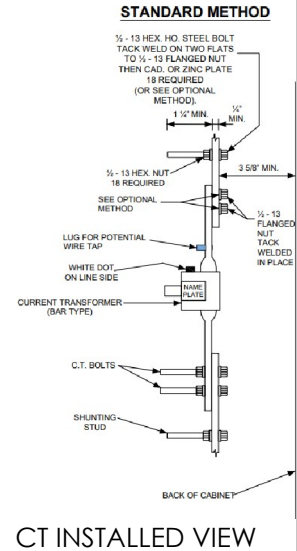 STANDARD METHOD
½ - 13 HEX. HO. STEEL BOLT
TACK WELD ON TWO FLATS
TO ½ - 13 FLANGED NUT
THEN CAD. OR ZINC PLATE
18 REQUIRED
(OR SEE OPTIONAL
METHOD).
1 ¼" MIN.
⅛"
MIN.
½ - 13 HEX. NUT
18 REQUIRED
3 5/8" MIN.
SEE OPTIONAL
METHOD
½ - 13
FLANGED
NUT
TACK
WELDED
IN PLACE
LUG FOR POTENTIAL
WIRE TAP
WHITE DOT
ON LINE SIDE
NAME
PLATE
CURRENT TRANSFORMER
(BAR TYPE)
C.T. BOLTS
SHUNTING
STUD
BACK OF CABINET
CT INSTALLED VIEW